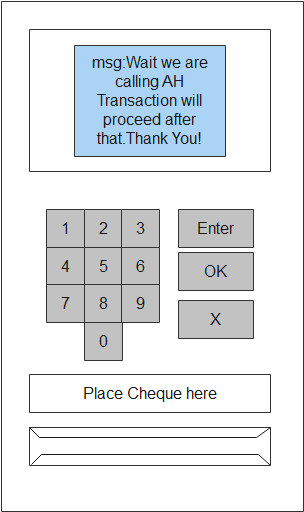 msg:Wait we are
calling AH
Transaction will
proceed after
that.Thank You!
1 2 3 Enter
4 5 6 OK
7 8 9 X
0
Place Cheque here